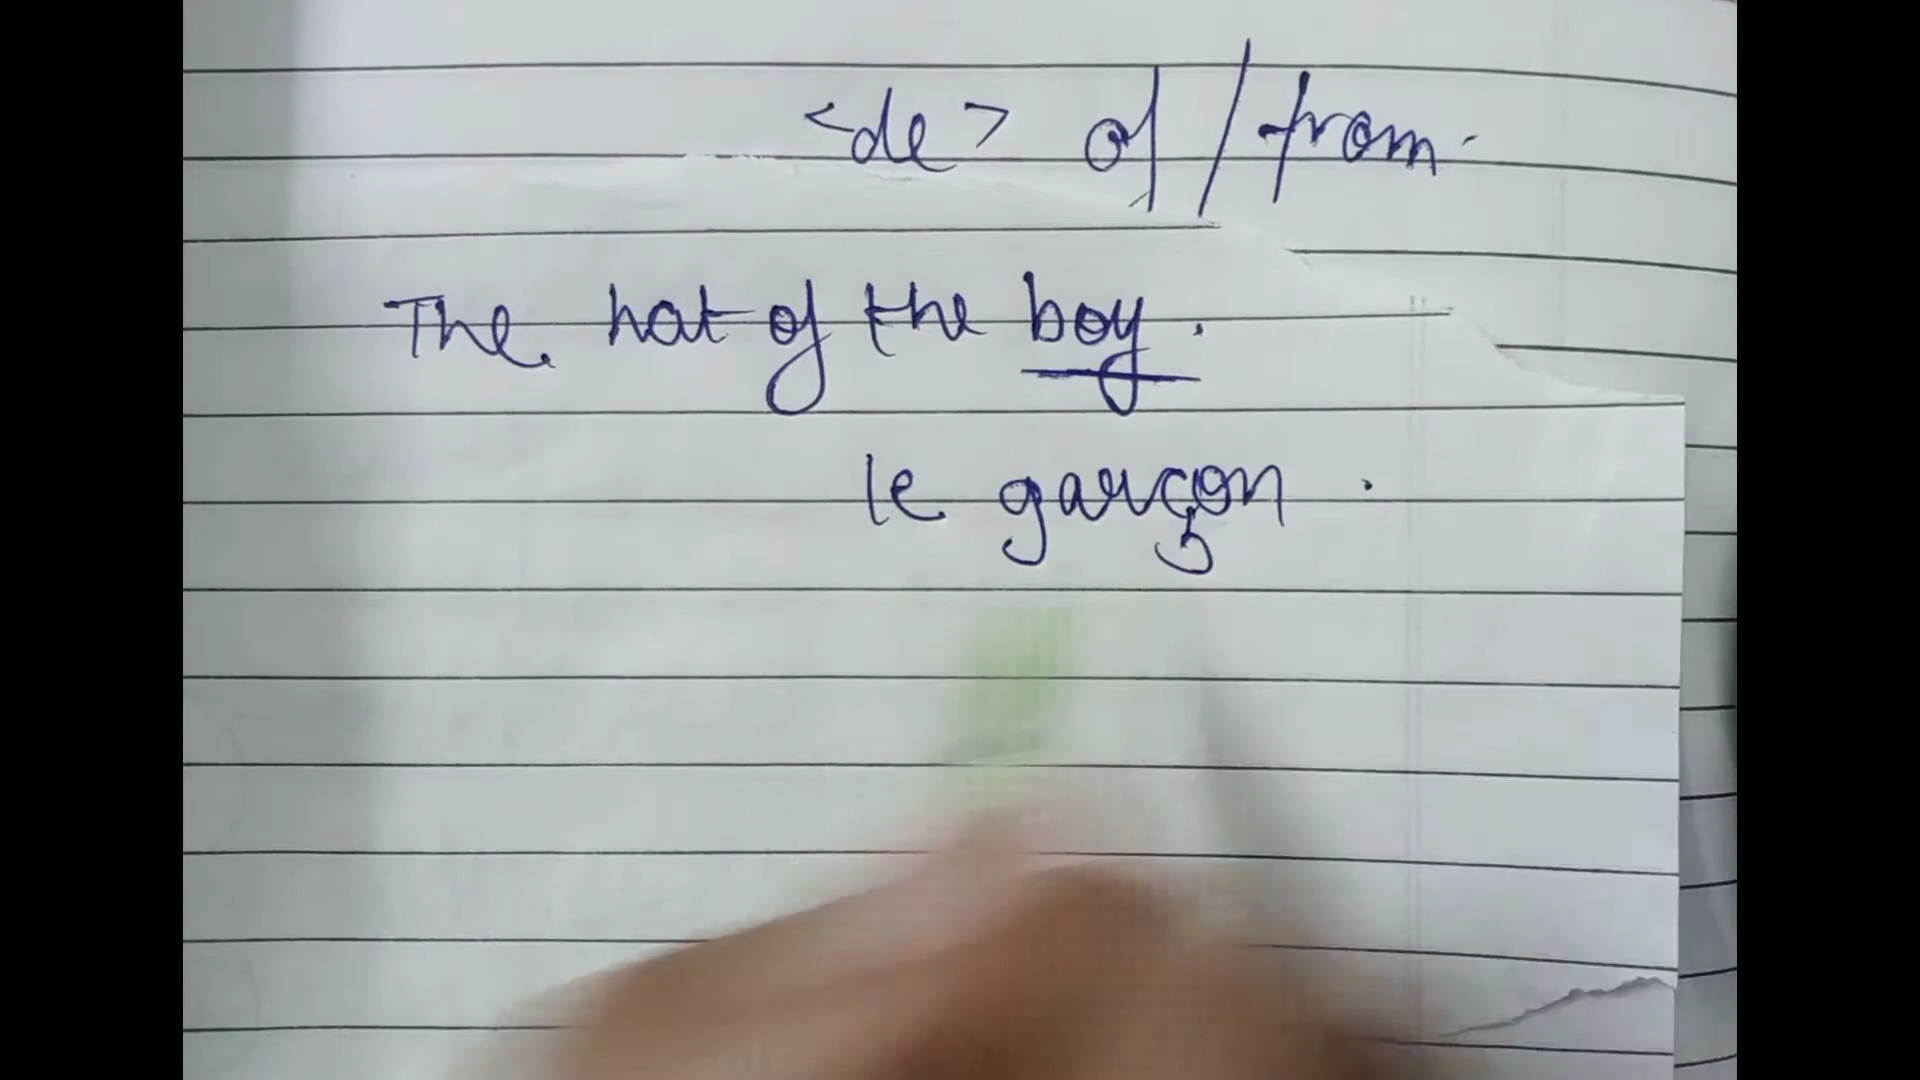 <de> of / from.
The hat of the boy.
le garçon.